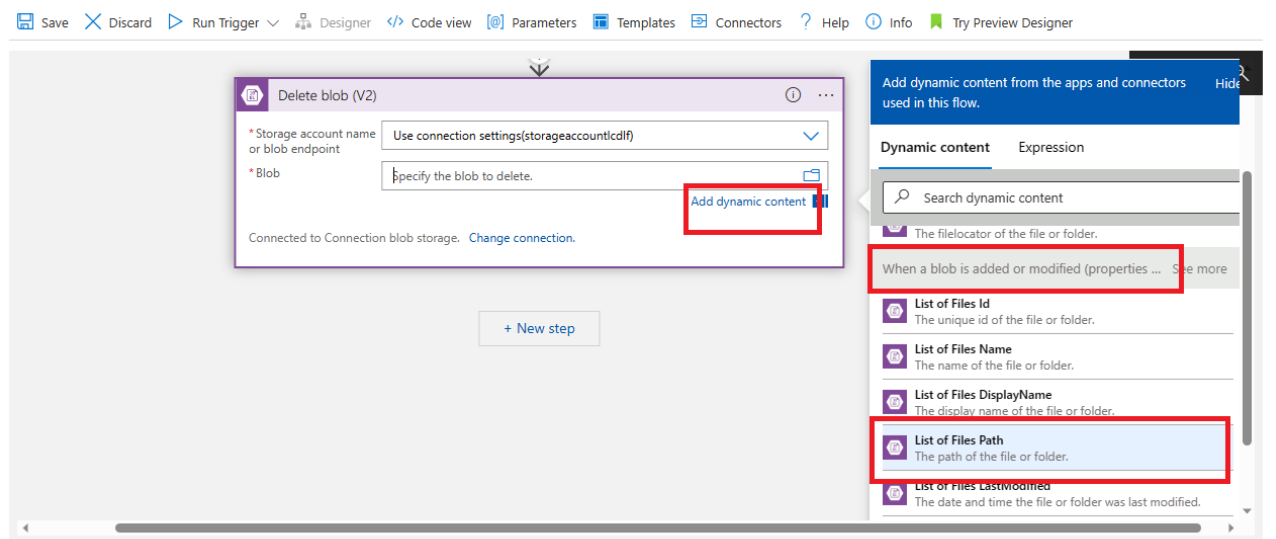 Save Discard Run Trigger Designer Code view [@] Parameters Templates Connectors ? Help Info Try Preview Designer
Delete blob (V2)
*Storage account name
or blob endpoint
Use connection settings(storageaccountlcdlf)
*Blob
Specify the blob to delete.
Add dynamic content
Connected to Connection blob storage. Change connection.
+ New step
Add dynamic content from the apps and connectors
used in this flow.
Hide
Dynamic content Expression
Search dynamic content
The filelocator of the file or folder.
When a blob is added or modified (properties ... See more
List of Files Id
The unique id of the file or folder.
List of Files Name
The name of the file or folder.
List of Files DisplayName
The display name of the file or folder.
List of Files Path
The path of the file or folder.
List of Files LastModified
The date and time the file or folder was last modified.